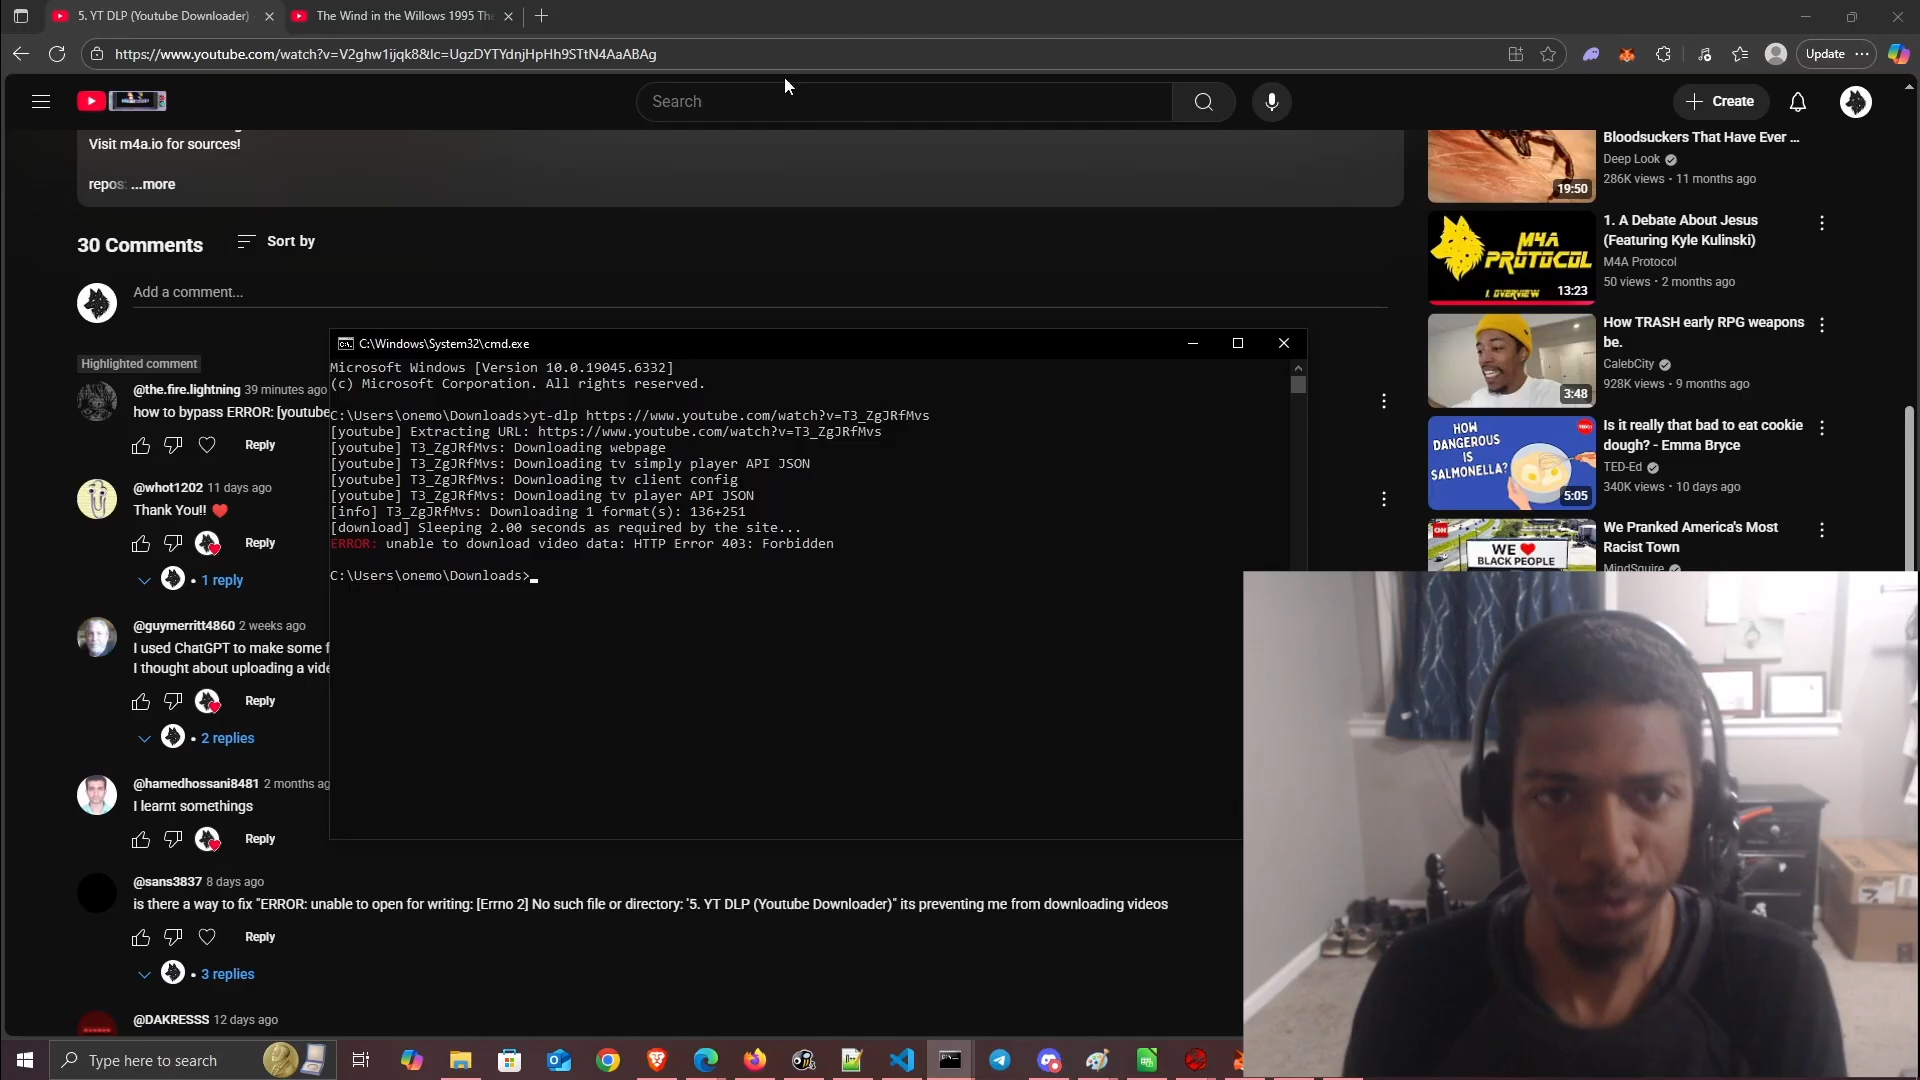 5. YT DLP (Youtube Downloader)
The Wind in the Willows 1995 The
https://www.youtube.com/watch?v=V2ghw1ijqk8&lc=UgzDYTYdnjHpHh9STtN4AaABAg
Update
Search
Create
Visit m4a.io for sources!
repos: ...more
30 Comments
Sort by
Add a comment...
Highlighted comment
@the.fire.lightning 39 minutes ago
how to bypass ERROR: [youtube
Reply
@whot1202 11 days ago
Thank You!!
Reply
1 reply
@guymerritt4860 2 weeks ago
I used ChatGPT to make some f
I thought about uploading a vide
Reply
2 replies
@hamedhossani8481 2 months ag
I learnt somethings
Reply
@sans3837 8 days ago
is there a way to fix "ERROR: unable to open for writing: [Errno 2] No such file or directory: '5. YT DLP (Youtube Downloader)" its preventing me from downloading videos
Reply
3 replies
@DAKRESSS 12 days ago
C:\Windows\System32\cmd.exe
Microsoft Windows [Version 10.0.19045.6332]
(c) Microsoft Corporation. All rights reserved.
C:\Users\onemo\Downloads>yt-dlp https://www.youtube.com/watch?v=T3_ZgJRfMvs
[youtube] Extracting URL: https://www.youtube.com/watch?v=T3_ZgJRfMvs
[youtube] T3_ZgJRfMvs: Downloading webpage
[youtube] T3_ZgJRfMvs: Downloading tv simply player API JSON
[youtube] T3_ZgJRfMvs: Downloading tv client config
[youtube] T3_ZgJRfMvs: Downloading tv player API JSON
[info] T3_ZgJRfMvs: Downloading 1 format(s): 136+251
[download] Sleeping 2.00 seconds as required by the site...
ERROR: unable to download video data: HTTP Error 403: Forbidden
C:\Users\onemo\Downloads>
Bloodsuckers That Have Ever ...
Deep Look
286K views • 11 months ago
19:50
1. A Debate About Jesus
(Featuring Kyle Kulinski)
M4A Protocol
50 views • 2 months ago
M4A
PROTOCOL
1. OVERVIEW
13:23
How TRASH early RPG weapons
be.
CalebCity
928K views • 9 months ago
3:48
Is it really that bad to eat cookie
dough? - Emma Bryce
TED-Ed
340K views • 10 days ago
HOW
DANGEROUS
IS
SALMONELLA?
5:05
We Pranked America's Most
Racist Town
MindSquire
CNN
WE
BLACK PEOPLE
Type here to search